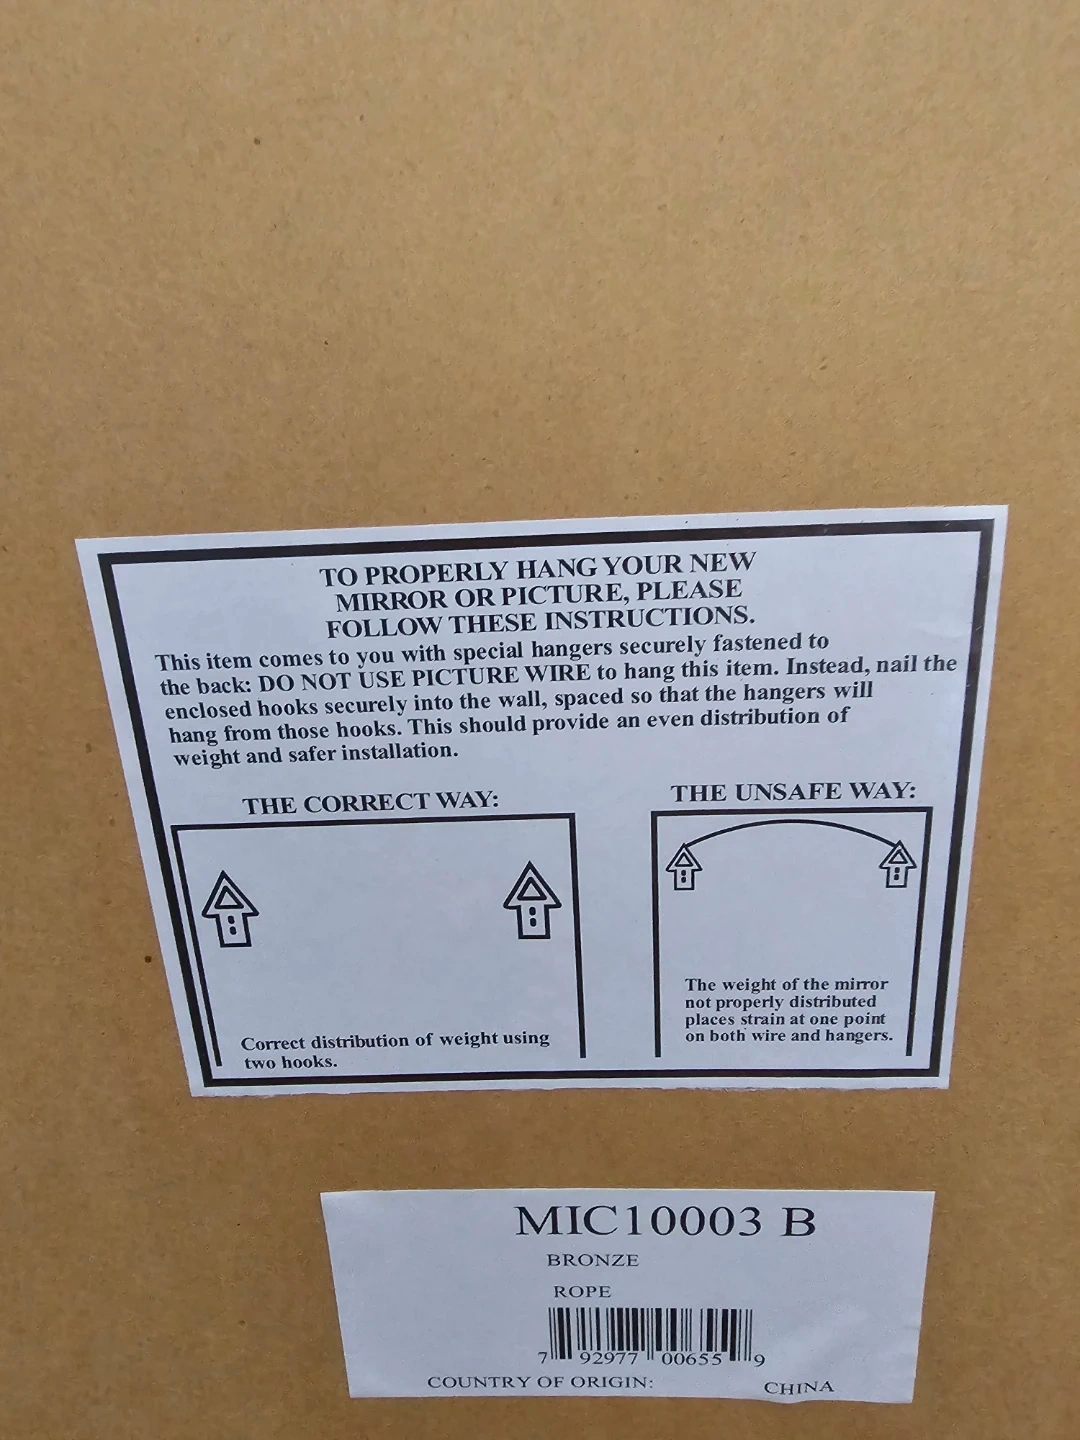 TO PROPERLY HANG YOUR NEW
MIRROR OR PICTURE, PLEASE
FOLLOW THESE INSTRUCTIONS.
This item comes to you with special hangers securely fastened to
the back: DO NOT USE PICTURE WIRE to hang this item. Instead, nail the
enclosed hooks securely into the wall, spaced so that the hangers will
hang from those hooks. This should provide an even distribution of
weight and safer installation.
THE CORRECT WAY:
Correct distribution of weight using
two hooks.
THE UNSAFE WAY:
The weight of the mirror
not properly distributed
places strain at one point
on both wire and hangers.
MIC10003 B
BRONZE
ROPE
7 92977 00655 9
COUNTRY OF ORIGIN: CHINA